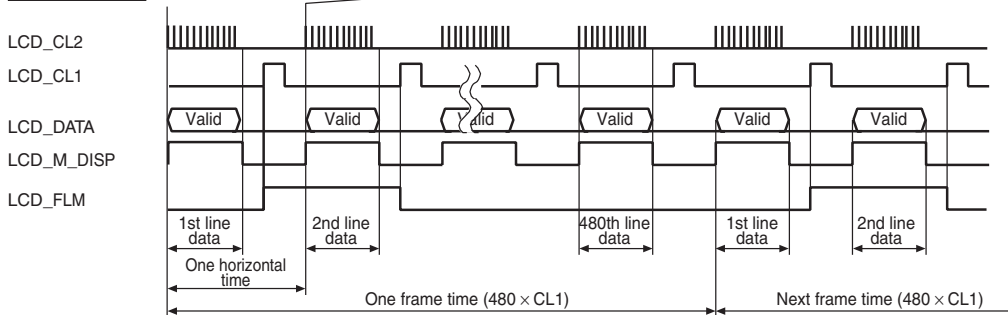 LCD_CL2
LCD_CL1
LCD_DATA
Valid Valid Valid Valid Valid Valid
LCD_M_DISP
LCD_FLM
1st line data
2nd line data
480th line data
1st line data
2nd line data
One horizontal time
One frame time (480 × CL1)
Next frame time (480 × CL1)